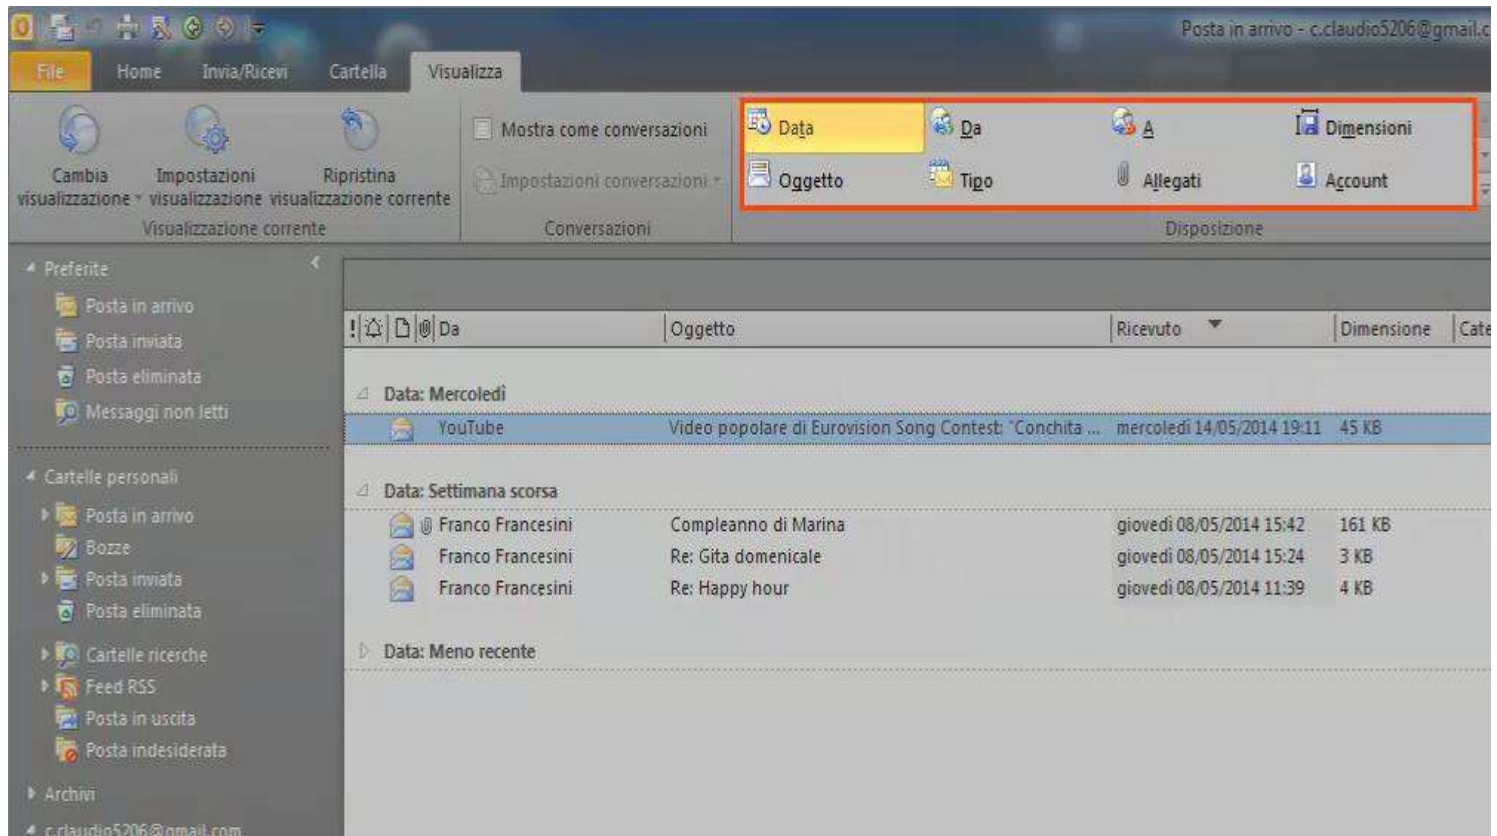 Posta in arrivo - c.claudio5206@gmail.c
File Home Invia/Ricevi Cartella Visualizza
Cambia visualizzazione
Impostazioni visualizzazione
Ripristina visualizzazione corrente
Visualizzazione corrente
Mostra come conversazioni
Impostazioni conversazioni
Conversazioni
Data Da A Dimensioni
Oggetto Tipo Allegati Account
Disposizione
Preferite
Posta in arrivo
Posta inviata
Posta eliminata
Messaggi non letti
Cartelle personali
Posta in arrivo
Bozze
Posta inviata
Posta eliminata
Cartelle ricerche
Feed RSS
Posta in uscita
Posta indesiderata
Archivi
c.claudio5206@gmail.com
! Da Oggetto Ricevuto Dimensione Cate
Data: Mercoledì
YouTube Video popolare di Eurovision Song Contest: "Conchita ... mercoledì 14/05/2014 19:11 45 KB
Data: Settimana scorsa
Franco Francesini Compleanno di Marina giovedì 08/05/2014 15:42 161 KB
Franco Francesini Re: Gita domenicale giovedì 08/05/2014 15:24 3 KB
Franco Francesini Re: Happy hour giovedì 08/05/2014 11:39 4 KB
Data: Meno recente